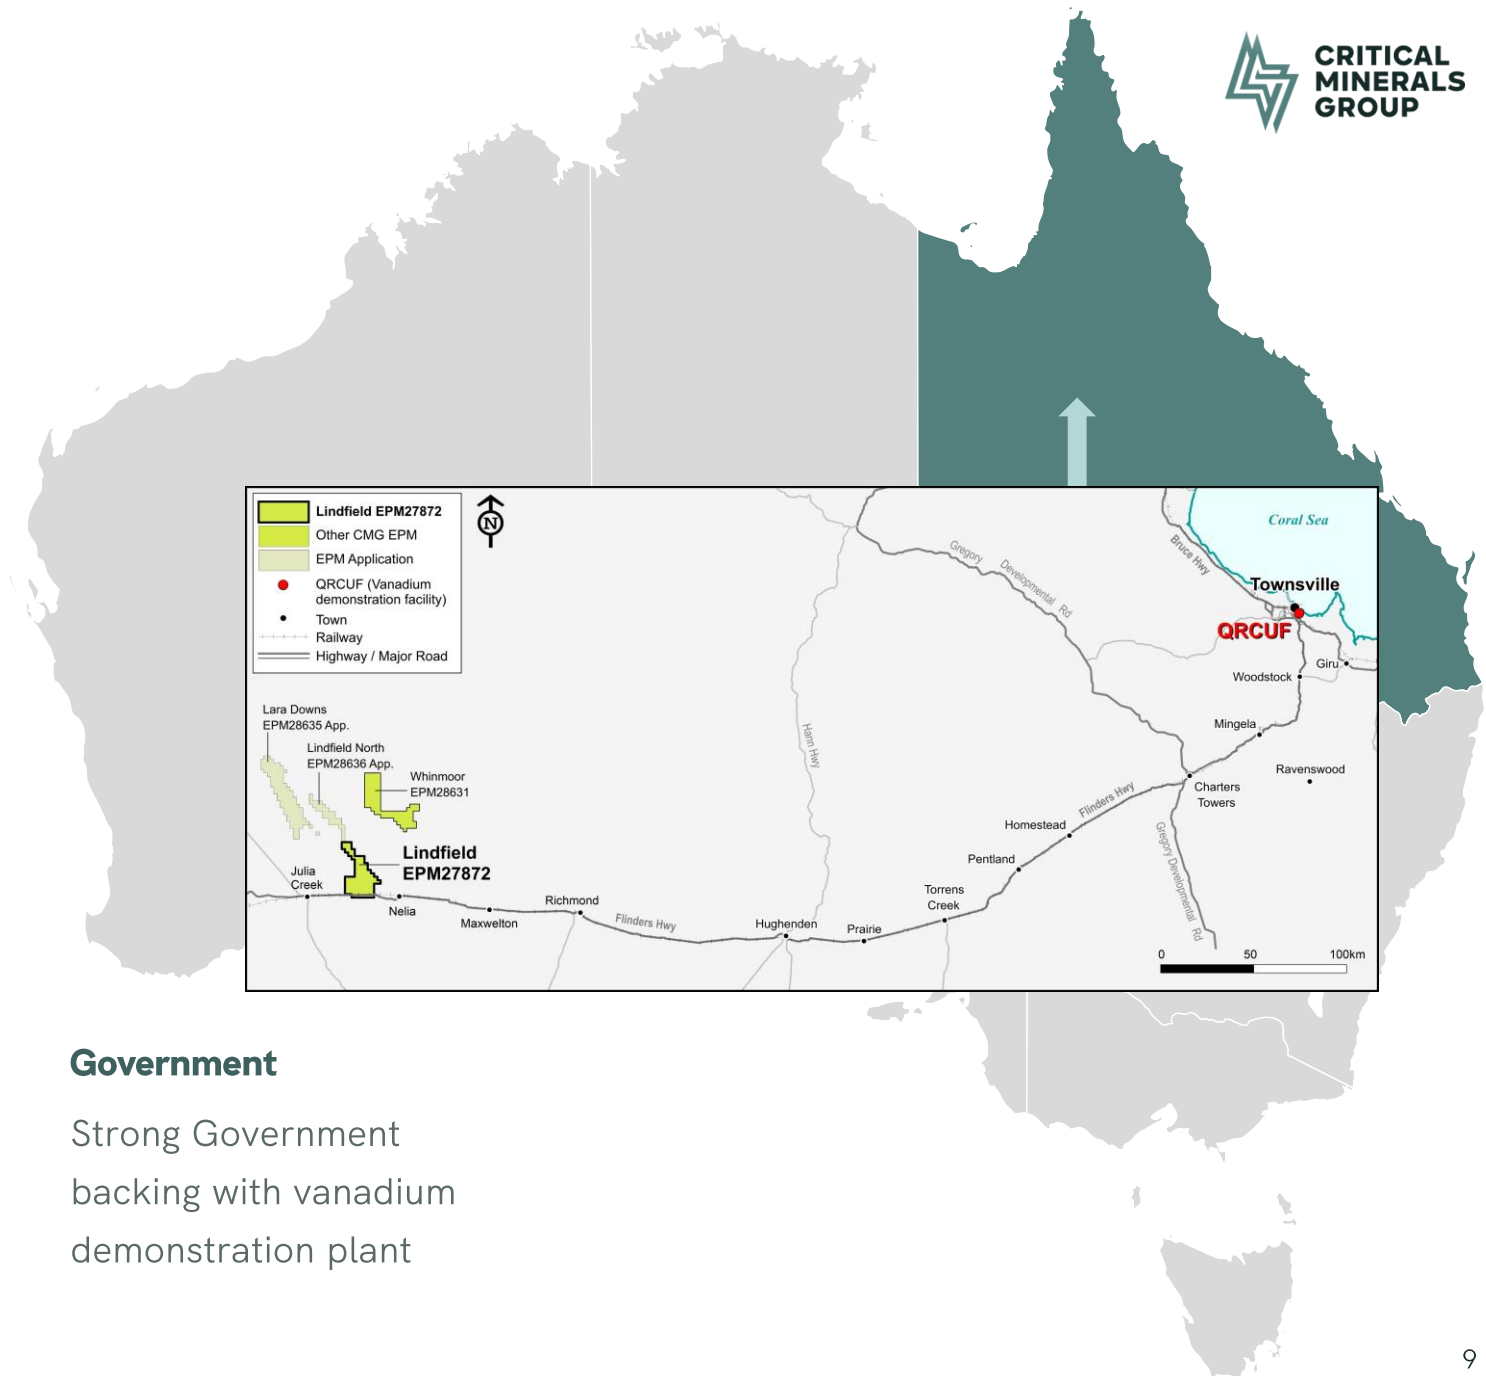 CRITICAL
MINERALS
GROUP
Lindfield EPM27872
Other CMG EPM
EPM Application
QRCUF (Vanadium
demonstration facility)
Town
Railway
Highway / Major Road
N
Coral Sea
Bruce Hwy
Gregory Developmental Rd
Townsville
QRCUF
Giru
Woodstock
Mingela
Ravenswood
Charters
Towers
Flinders Hwy
Homestead
Pentland
Gregory Developmental Rd
Hann Hwy
Lara Downs
EPM28635 App.
Lindfield North
EPM28636 App.
Whinmoor
EPM28631
Lindfield
EPM27872
Julia
Creek
Nelia
Maxwelton
Richmond
Flinders Hwy
Hughenden
Prairie
Torrens
Creek
0 50 100km
Government
Strong Government
backing with vanadium
demonstration plant
9